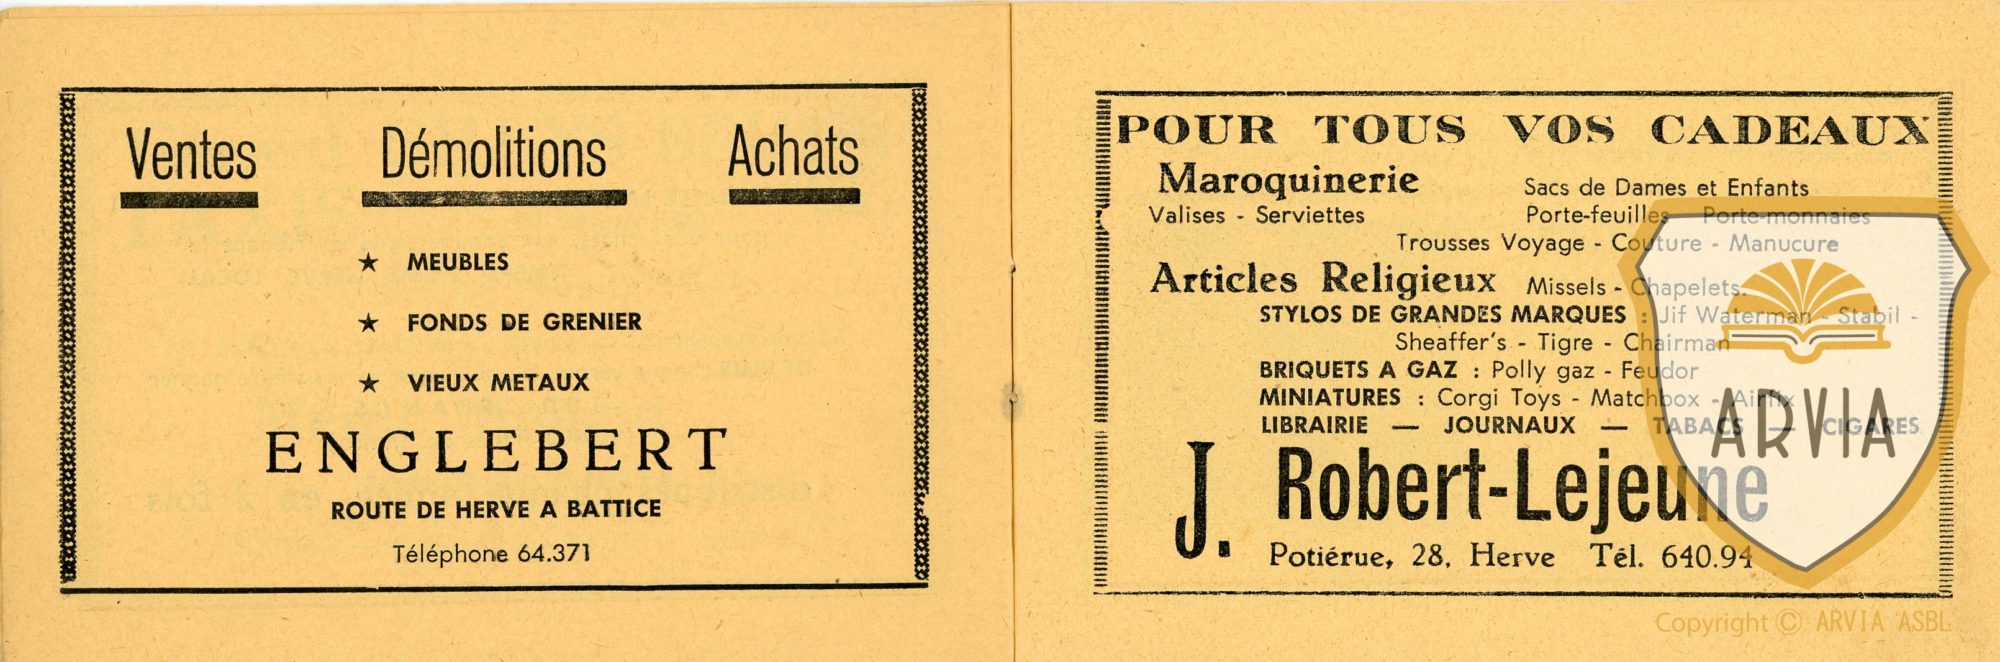 Ventes Démolitions Achats
★ MEUBLES
★ FONDS DE GRENIER
★ VIEUX METAUX
ENGLEBERT
ROUTE DE HERVE A BATTICE
Téléphone 64.371
POUR TOUS VOS CADEAUX
Maroquinerie Sacs de Dames et Enfants
Valises - Serviettes Porte-feuilles Porte-monnaies
Trousses Voyage - Couture - Manucure
Articles Religieux Missels - Chapelets.
STYLOS DE GRANDES MARQUES : Jif Waterman - Stabil -
Sheaffer's - Tigre - Chairman
BRIQUETS A GAZ : Polly gaz - Feudor
MINIATURES : Corgi Toys - Matchbox - Airfix
LIBRAIRIE — JOURNAUX — TABACS — CIGARES
J. Robert-Lejeune
Potiérue, 28, Herve Tél. 640.94
ARVIA
Copyright © ARVIA ASBL